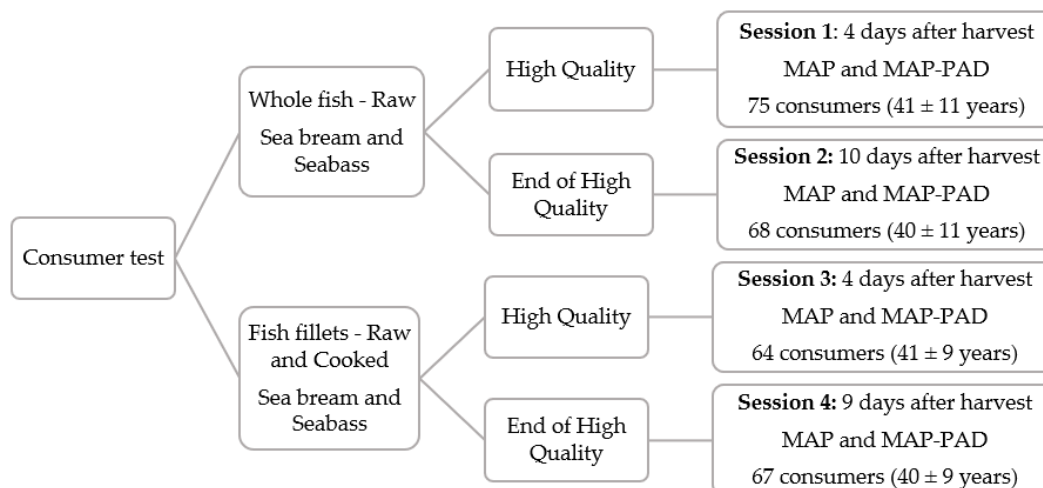 Consumer test
Whole fish - Raw
Sea bream and
Seabass
High Quality
Session 1: 4 days after harvest
MAP and MAP-PAD
75 consumers (41 ± 11 years)
End of High
Quality
Session 2: 10 days after harvest
MAP and MAP-PAD
68 consumers (40 ± 11 years)
Fish fillets - Raw
and Cooked
Sea bream and
Seabass
High Quality
Session 3: 4 days after harvest
MAP and MAP-PAD
64 consumers (41 ± 9 years)
End of High
Quality
Session 4: 9 days after harvest
MAP and MAP-PAD
67 consumers (40 ± 9 years)